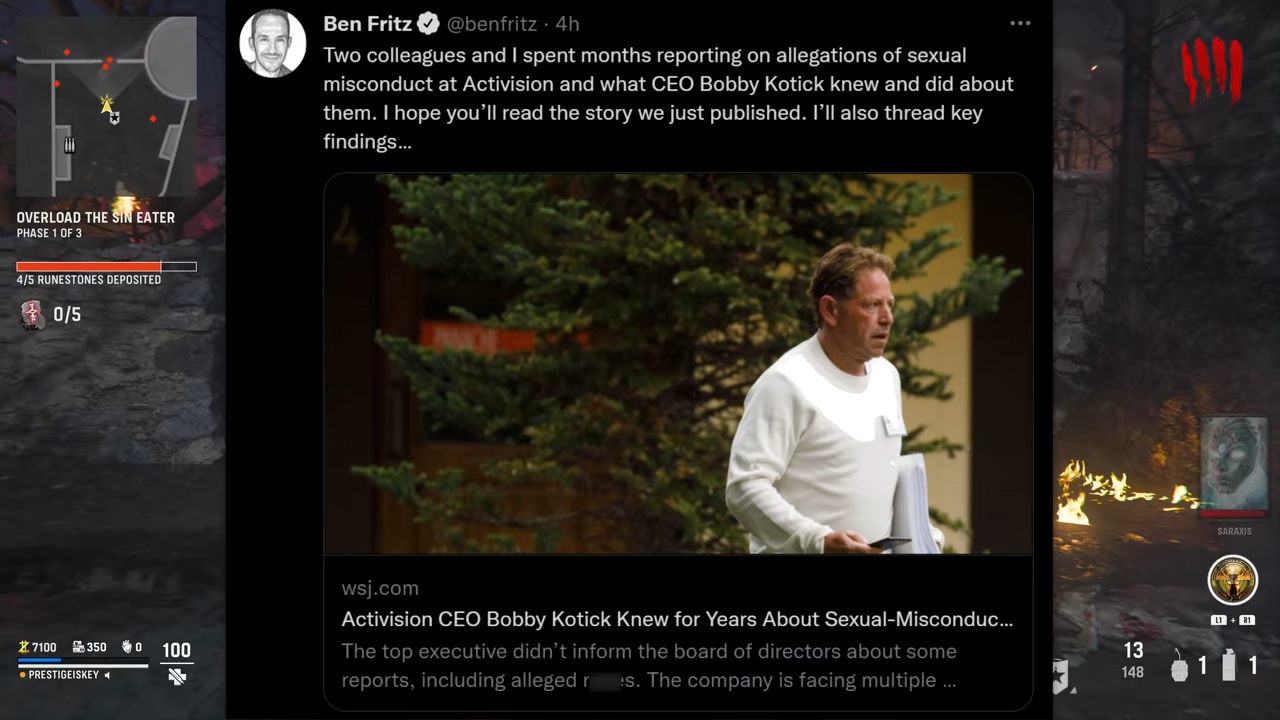 Ben Fritz @benfritz · 4h
Two colleagues and I spent months reporting on allegations of sexual
misconduct at Activision and what CEO Bobby Kotick knew and did about
them. I hope you’ll read the story we just published. I’ll also thread key
findings...
OVERLOAD THE SIN EATER
PHASE 1 OF 3
4/5 RUNESTONES DEPOSITED
0/5
wsj.com
Activision CEO Bobby Kotick Knew for Years About Sexual-Misconduc...
The top executive didn’t inform the board of directors about some
reports, including alleged. The company is facing multiple ...
7100 350 0 100
PRESTIGEISKEY
SARAXIS
L1 + R1
13
148
1 1